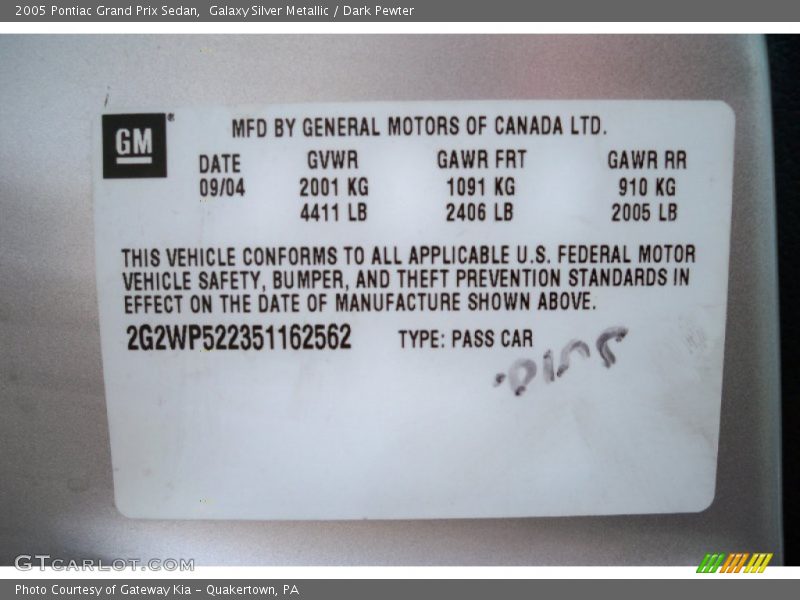 2005 Pontiac Grand Prix Sedan, Galaxy Silver Metallic / Dark Pewter
GM®
MFD BY GENERAL MOTORS OF CANADA LTD.
DATE GVWR GAWR FRT GAWR RR
09/04 2001 KG 1091 KG 910 KG
4411 LB 2406 LB 2005 LB
THIS VEHICLE CONFORMS TO ALL APPLICABLE U.S. FEDERAL MOTOR
VEHICLE SAFETY, BUMPER, AND THEFT PREVENTION STANDARDS IN
EFFECT ON THE DATE OF MANUFACTURE SHOWN ABOVE.
2G2WP522351162562 TYPE: PASS CAR
GTCARLOT.COM
Photo Courtesy of Gateway Kia – Quakertown, PA